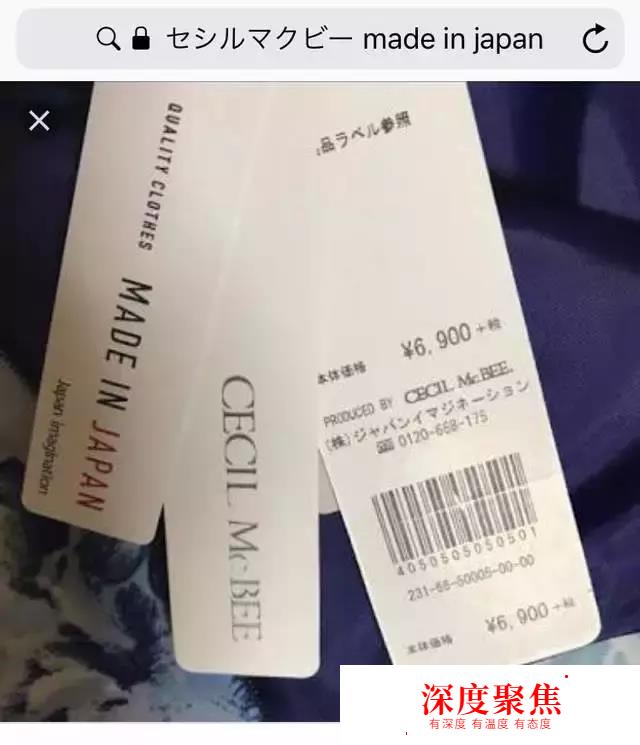 セシルマクビー made in japan
QUALITY CLOTHES
MADE IN JAPAN
Japan imagination
CECIL McBEE
品ラベル参照
¥6,900+税
本体価格
PRODUCED BY CECIL McBEE.
(株)ジャパンイマジネーション
0120-668-175
4050505050501
231-66-50005-00-00
¥6,900+税
本体価格
深度聚焦
有深度 有温度 有态度